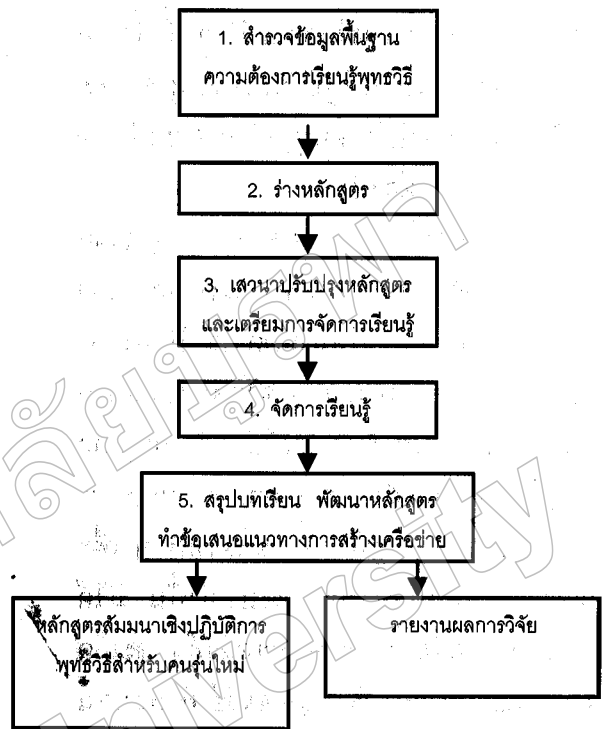 1. สำรวจข้อมูลพื้นฐาน
ความต้องการเรียนรู้พุทธวิธี
2. ร่างหลักสูตร
3. เสวนาปรับปรุงหลักสูตร
และเตรียมการจัดการเรียนรู้
4. จัดการเรียนรู้
5. สรุปบทเรียน พัฒนาหลักสูตร
ทำข้อเสนอแนวทางการสร้างเครือข่าย
หลักสูตรสัมมนาเชิงปฏิบัติการ
พุทธวิธีสำหรับคนรุ่นใหม่
รายงานผลการวิจัย
ลัยบูรพา
University